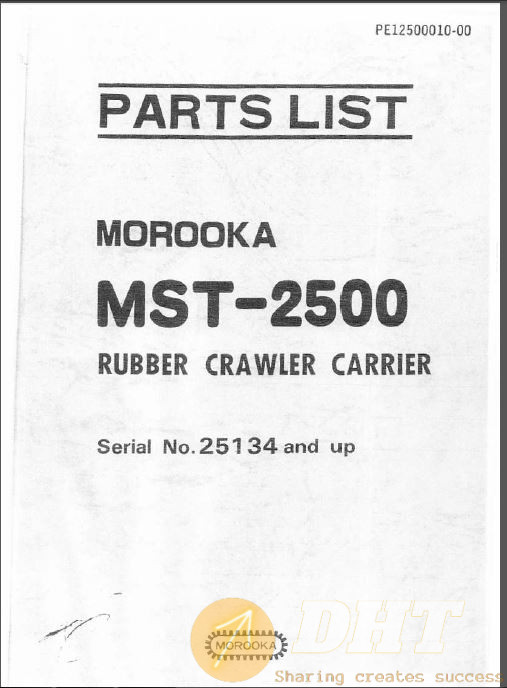 PE12500010-00
PARTS LIST
MOROOKA
MST-2500
RUBBER CRAWLER CARRIER
Serial No. 25134 and up
DHT
MOROOKA
Sharing creates success